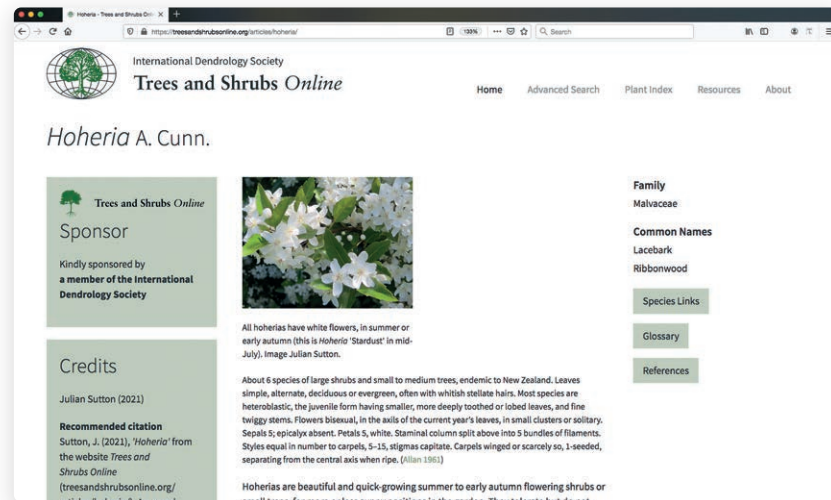 Hoheria - Trees and Shrubs Onli
https://treesandshrubsonline.org/articles/hoheria/
133%
Search
International Dendrology Society
Trees and Shrubs Online
Home
Advanced Search
Plant Index
Resources
About
Hoheria A. Cunn.
Trees and Shrubs Online
Sponsor
Kindly sponsored by
a member of the International
Dendrology Society
Credits
Julian Sutton (2021)
Recommended citation
Sutton, J. (2021), 'Hoheria' from
the website Trees and
Shrubs Online
(treesandshrubsonline.org/
All hoherias have white flowers, in summer or
early autumn (this is Hoheria 'Stardust' in mid-
July). Image Julian Sutton.
About 6 species of large shrubs and small to medium trees, endemic to New Zealand. Leaves
simple, alternate, deciduous or evergreen, often with whitish stellate hairs. Most species are
heteroblastic, the juvenile form having smaller, more deeply toothed or lobed leaves, and fine
twiggy stems. Flowers bisexual, in the axils of the current year's leaves, in small clusters or solitary.
Sepals 5; epicalyx absent. Petals 5, white. Staminal column split above into 5 bundles of filaments.
Styles equal in number to carpels, 5–15, stigmas capitate. Carpels winged or scarcely so, 1-seeded,
separating from the central axis when ripe. (Allan 1961)
Hoherias are beautiful and quick-growing summer to early autumn flowering shrubs or
Family
Malvaceae
Common Names
Lacebark
Ribbonwood
Species Links
Glossary
References